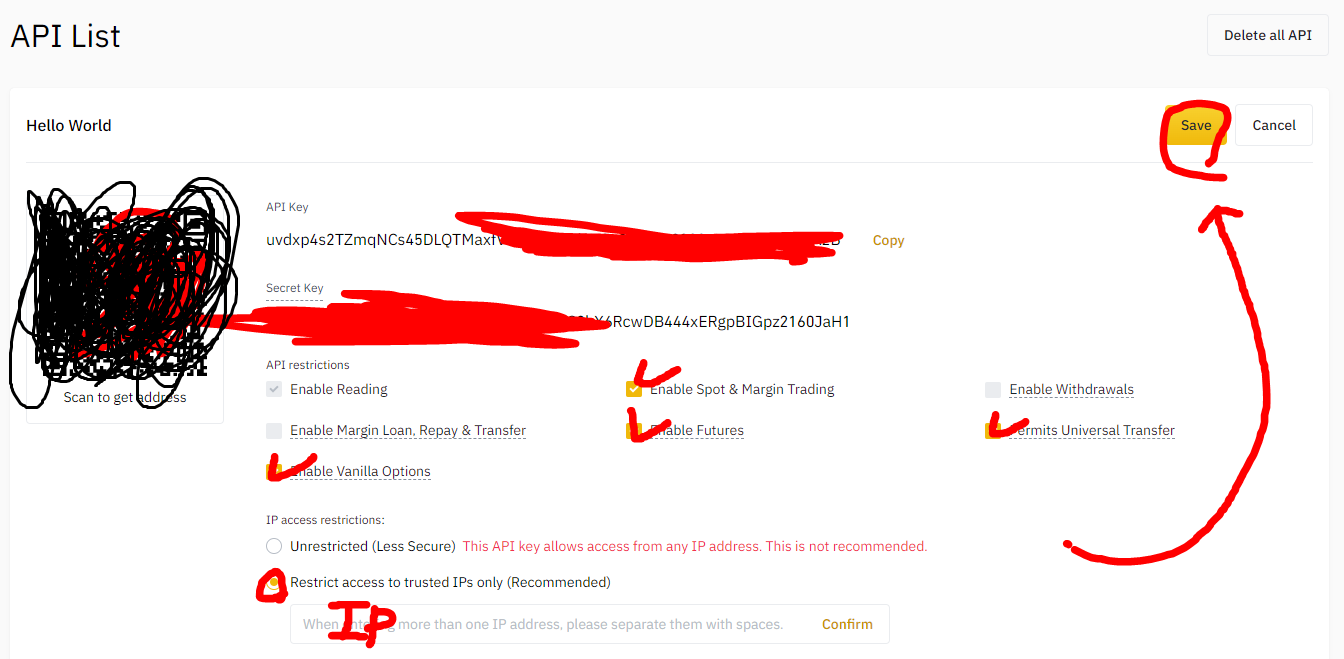 API List
Delete all API
Hello World
Save
Cancel
API Key
uvdxp4s2TZmqNCs45DLQTMaxf
Copy
Secret Key
RcwDB444xERgpBIGpz2160JaH1
API restrictions
Enable Reading
Enable Spot & Margin Trading
Enable Withdrawals
Enable Margin Loan, Repay & Transfer
Enable Futures
Permits Universal Transfer
Enable Vanilla Options
Scan to get address
IP access restrictions:
Unrestricted (Less Secure) This API key allows access from any IP address. This is not recommended.
Restrict access to trusted IPs only (Recommended)
When entering more than one IP address, please separate them with spaces.
Confirm
IP